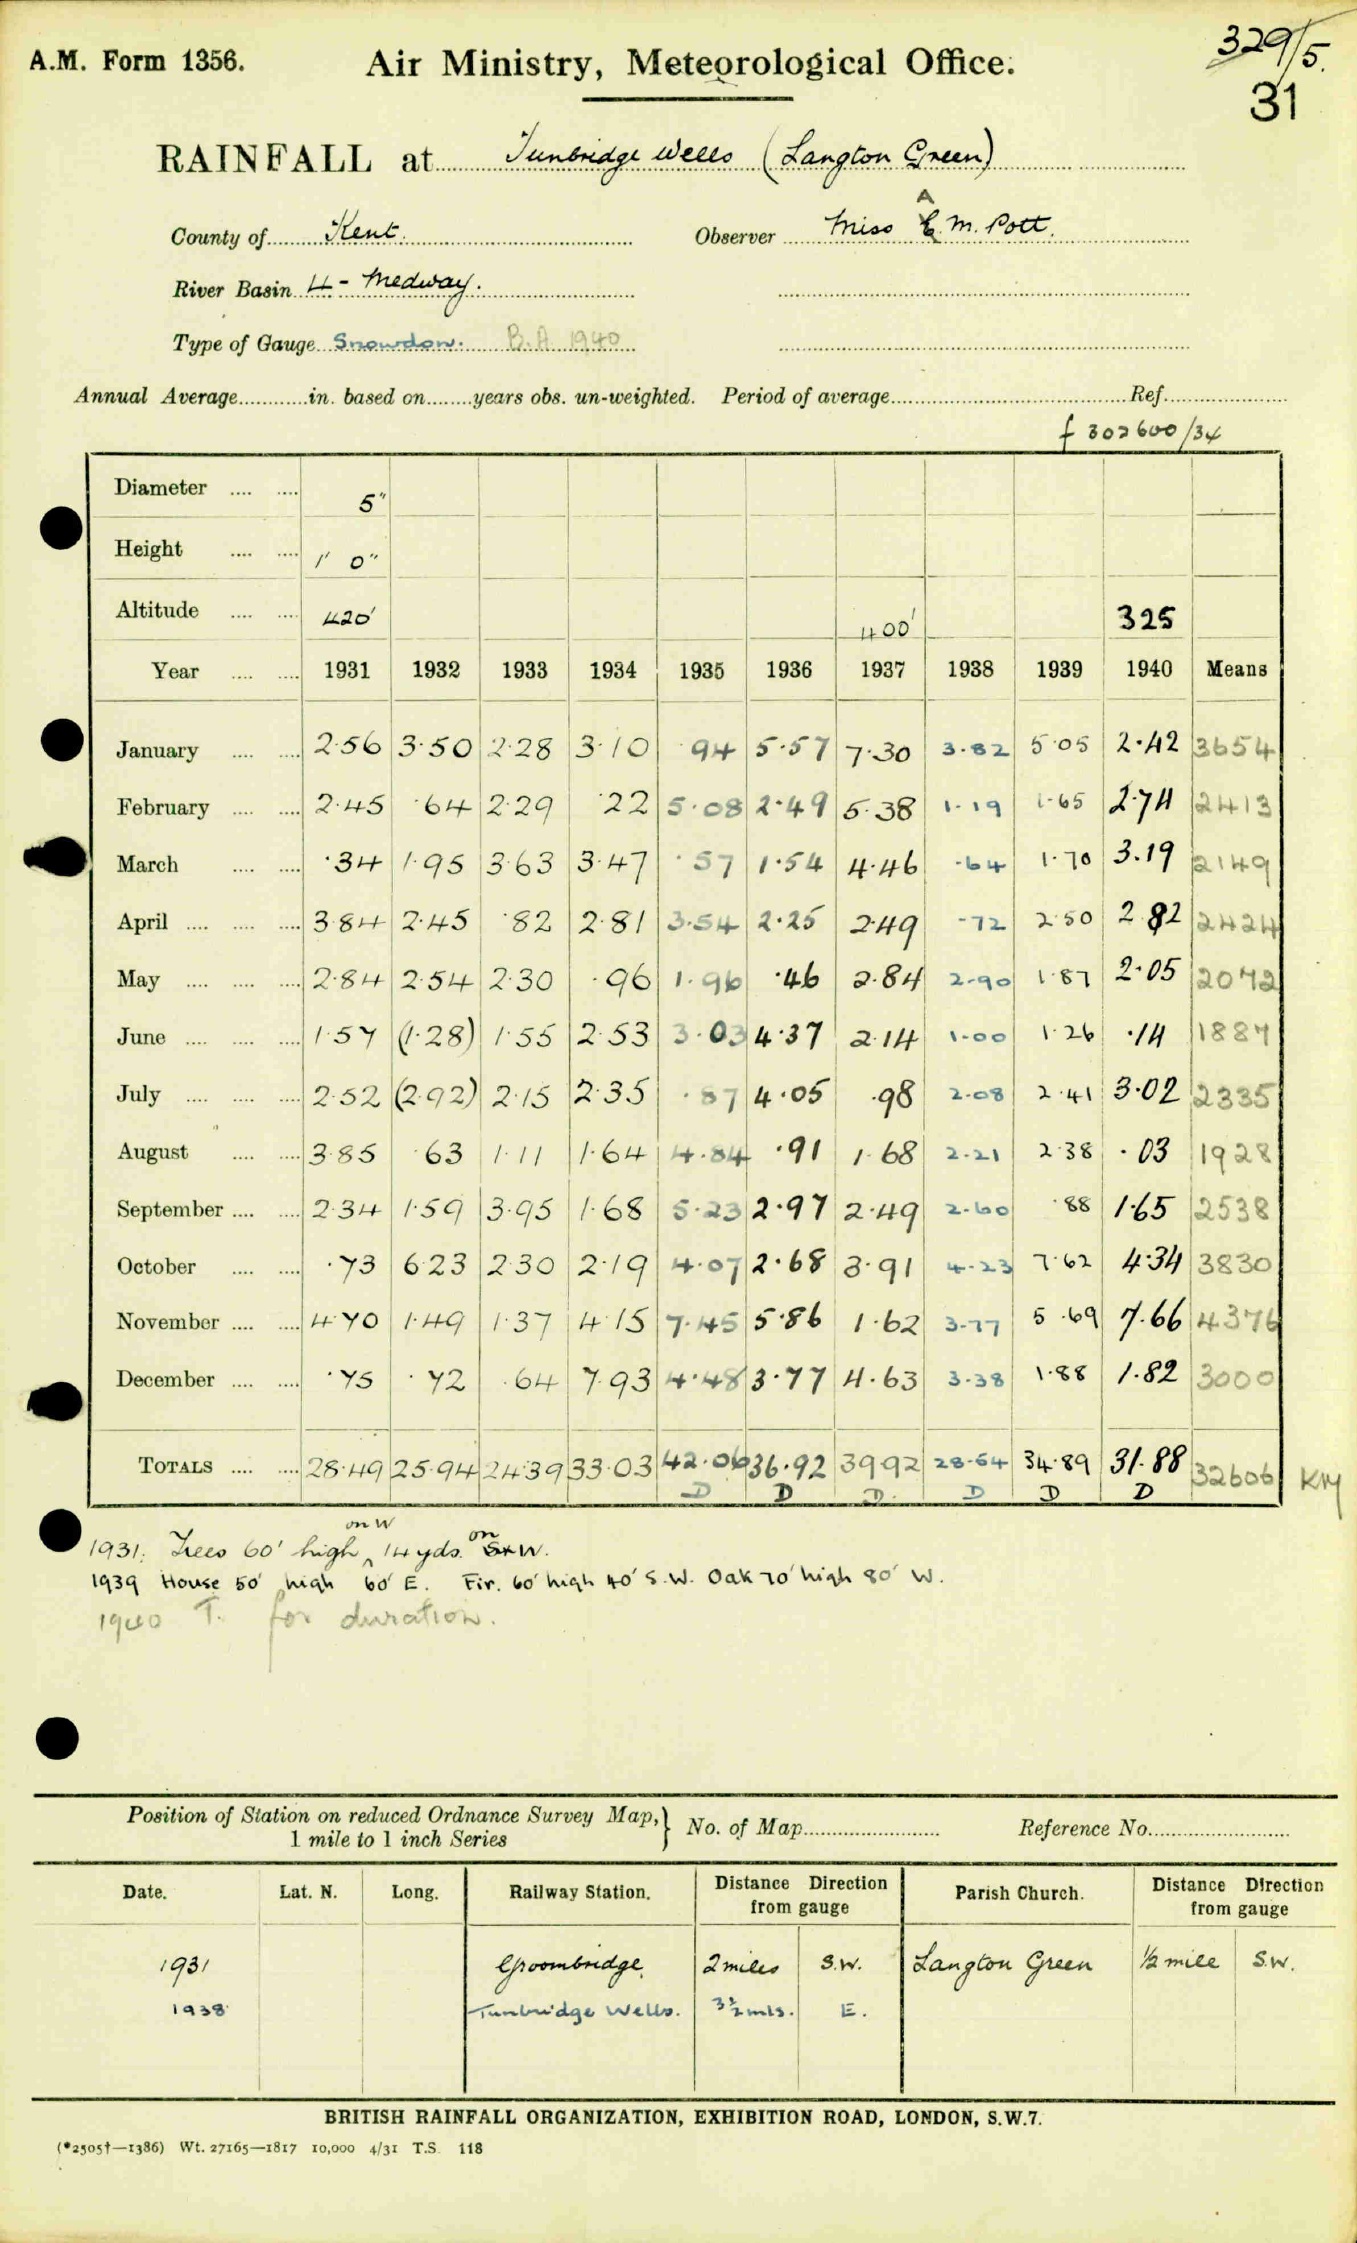 329/5.
A.M. Form 1356. Air Ministry, Meteorological Office.
31
RAINFALL at Tunbridge Wells (Langton Green)
A
County of Kent. Observer Miss E. M. Pott.
River Basin 4 - Medway.
Type of Gauge Snowdon. B.A. 1940
Annual Average in. based on years obs. un-weighted. Period of average Ref.
f 302600/34
Diameter 5"
Height 1' 0"
Altitude 420' 400' 325
Year 1931 1932 1933 1934 1935 1936 1937 1938 1939 1940 Means
January 2.56 3.50 2.28 3.10 .94 5.57 7.30 3.82 5.05 2.42 3654
February 2.45 .64 2.29 .22 5.08 2.49 5.38 1.19 1.65 2.74 2413
March .34 1.95 3.63 3.47 .57 1.54 4.46 .64 1.70 3.19 2149
April 3.84 2.45 .82 2.81 3.54 2.25 2.49 .72 2.50 2.82 2424
May 2.84 2.54 2.30 .96 1.96 .46 2.84 2.90 1.87 2.05 2072
June 1.57 (1.28) 1.55 2.53 3.03 4.37 2.14 1.00 1.26 .14 1887
July 2.52 (2.92) 2.15 2.35 .87 4.05 .98 2.08 2.41 3.02 2335
August 3.85 .63 1.11 1.64 4.84 .91 1.68 2.21 2.38 .03 1928
September 2.34 1.59 3.95 1.68 5.23 2.97 2.49 2.60 .88 1.65 2538
October .73 6.23 2.30 2.19 4.07 2.68 3.91 4.23 7.62 4.34 3830
November 4.70 1.49 1.37 4.15 7.45 5.86 1.62 3.77 5.69 7.66 4376
December .75 .72 .64 7.93 4.48 3.77 4.63 3.38 1.88 1.82 3000
TOTALS 28.49 25.94 24.39 33.03 42.06 36.92 39.92 28.54 34.89 31.88 32606 KM
D D D D D D
1931: Trees 60' high on W 14 yds. on W.
1939 House 50' high 60' E. Fir. 60' high 40' S.W. Oak 70' high 80' W.
1940 T. for duration.
Position of Station on reduced Ordnance Survey Map, } No. of Map Reference No.
1 mile to 1 inch Series
Date. Lat. N. Long. Railway Station. Distance Direction from gauge Parish Church. Distance Direction from gauge
1931 Groombridge. 2 miles S.W. Langton Green ½ mile S.W.
1938 Tunbridge Wells. E.
BRITISH RAINFALL ORGANIZATION, EXHIBITION ROAD, LONDON, S.W.7.
(*2505†—1386) Wt. 27165—1817 10,000 4/31 T.S. 118